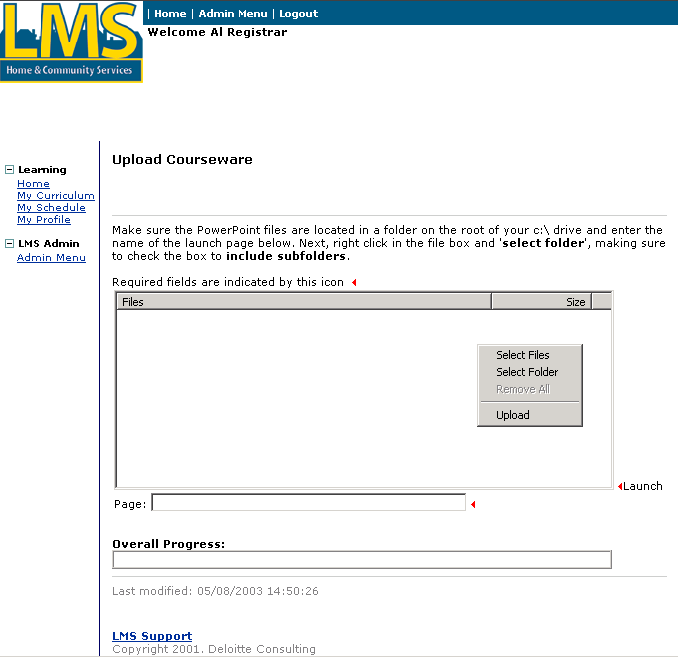 LMS
Home & Community Services
| Home | Admin Menu | Logout
Welcome Al Registrar
Learning
Home
My Curriculum
My Schedule
My Profile
LMS Admin
Admin Menu
Upload Courseware
Make sure the PowerPoint files are located in a folder on the root of your c:\ drive and enter the
name of the launch page below. Next, right click in the file box and 'select folder', making sure
to check the box to include subfolders.
Required fields are indicated by this icon
Files Size
Select Files
Select Folder
Remove All
Upload
Launch
Page:
Overall Progress:
Last modified: 05/08/2003 14:50:26
LMS Support
Copyright 2001. Deloitte Consulting